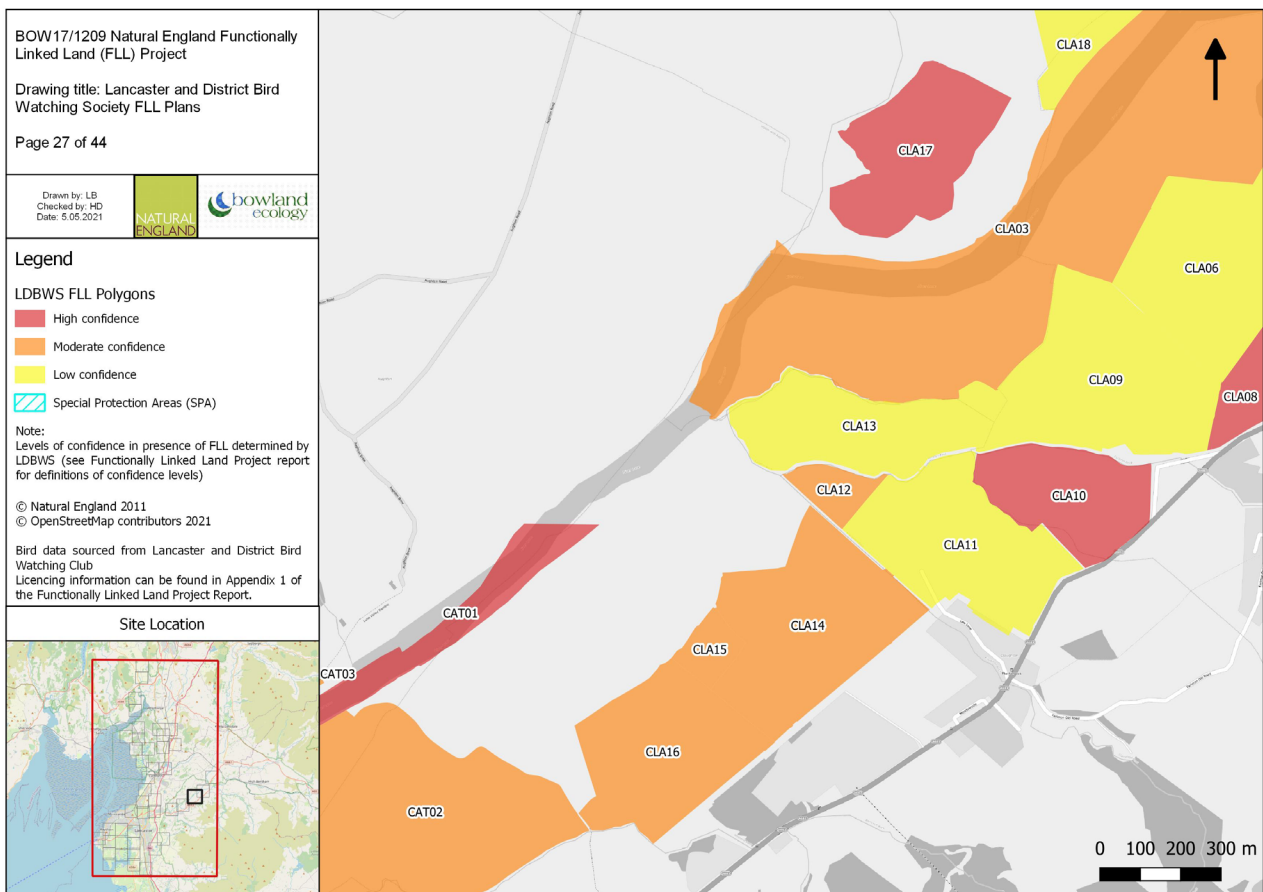 BOW17/1209 Natural England Functionally
Linked Land (FLL) Project
Drawing title: Lancaster and District Bird
Watching Society FLL Plans
Page 27 of 44
Drawn by: LB
Checked by: HD
Date: 5.05.2021
NATURAL
ENGLAND
bowland
ecology
Legend
LDBWS FLL Polygons
High confidence
Moderate confidence
Low confidence
Special Protection Areas (SPA)
Note:
Levels of confidence in presence of FLL determined by
LDBWS (see Functionally Linked Land Project report
for definitions of confidence levels)
© Natural England 2011
© OpenStreetMap contributors 2021
Bird data sourced from Lancaster and District Bird
Watching Club
Licencing information can be found in Appendix 1 of
the Functionally Linked Land Project Report.
Site Location
CLA18
CLA17
CLA03
CLA06
CLA09
CLA08
CLA13
CLA12
CLA10
CLA11
CAT01
CLA14
CLA15
CAT03
CLA16
CAT02
0 100 200 300 m